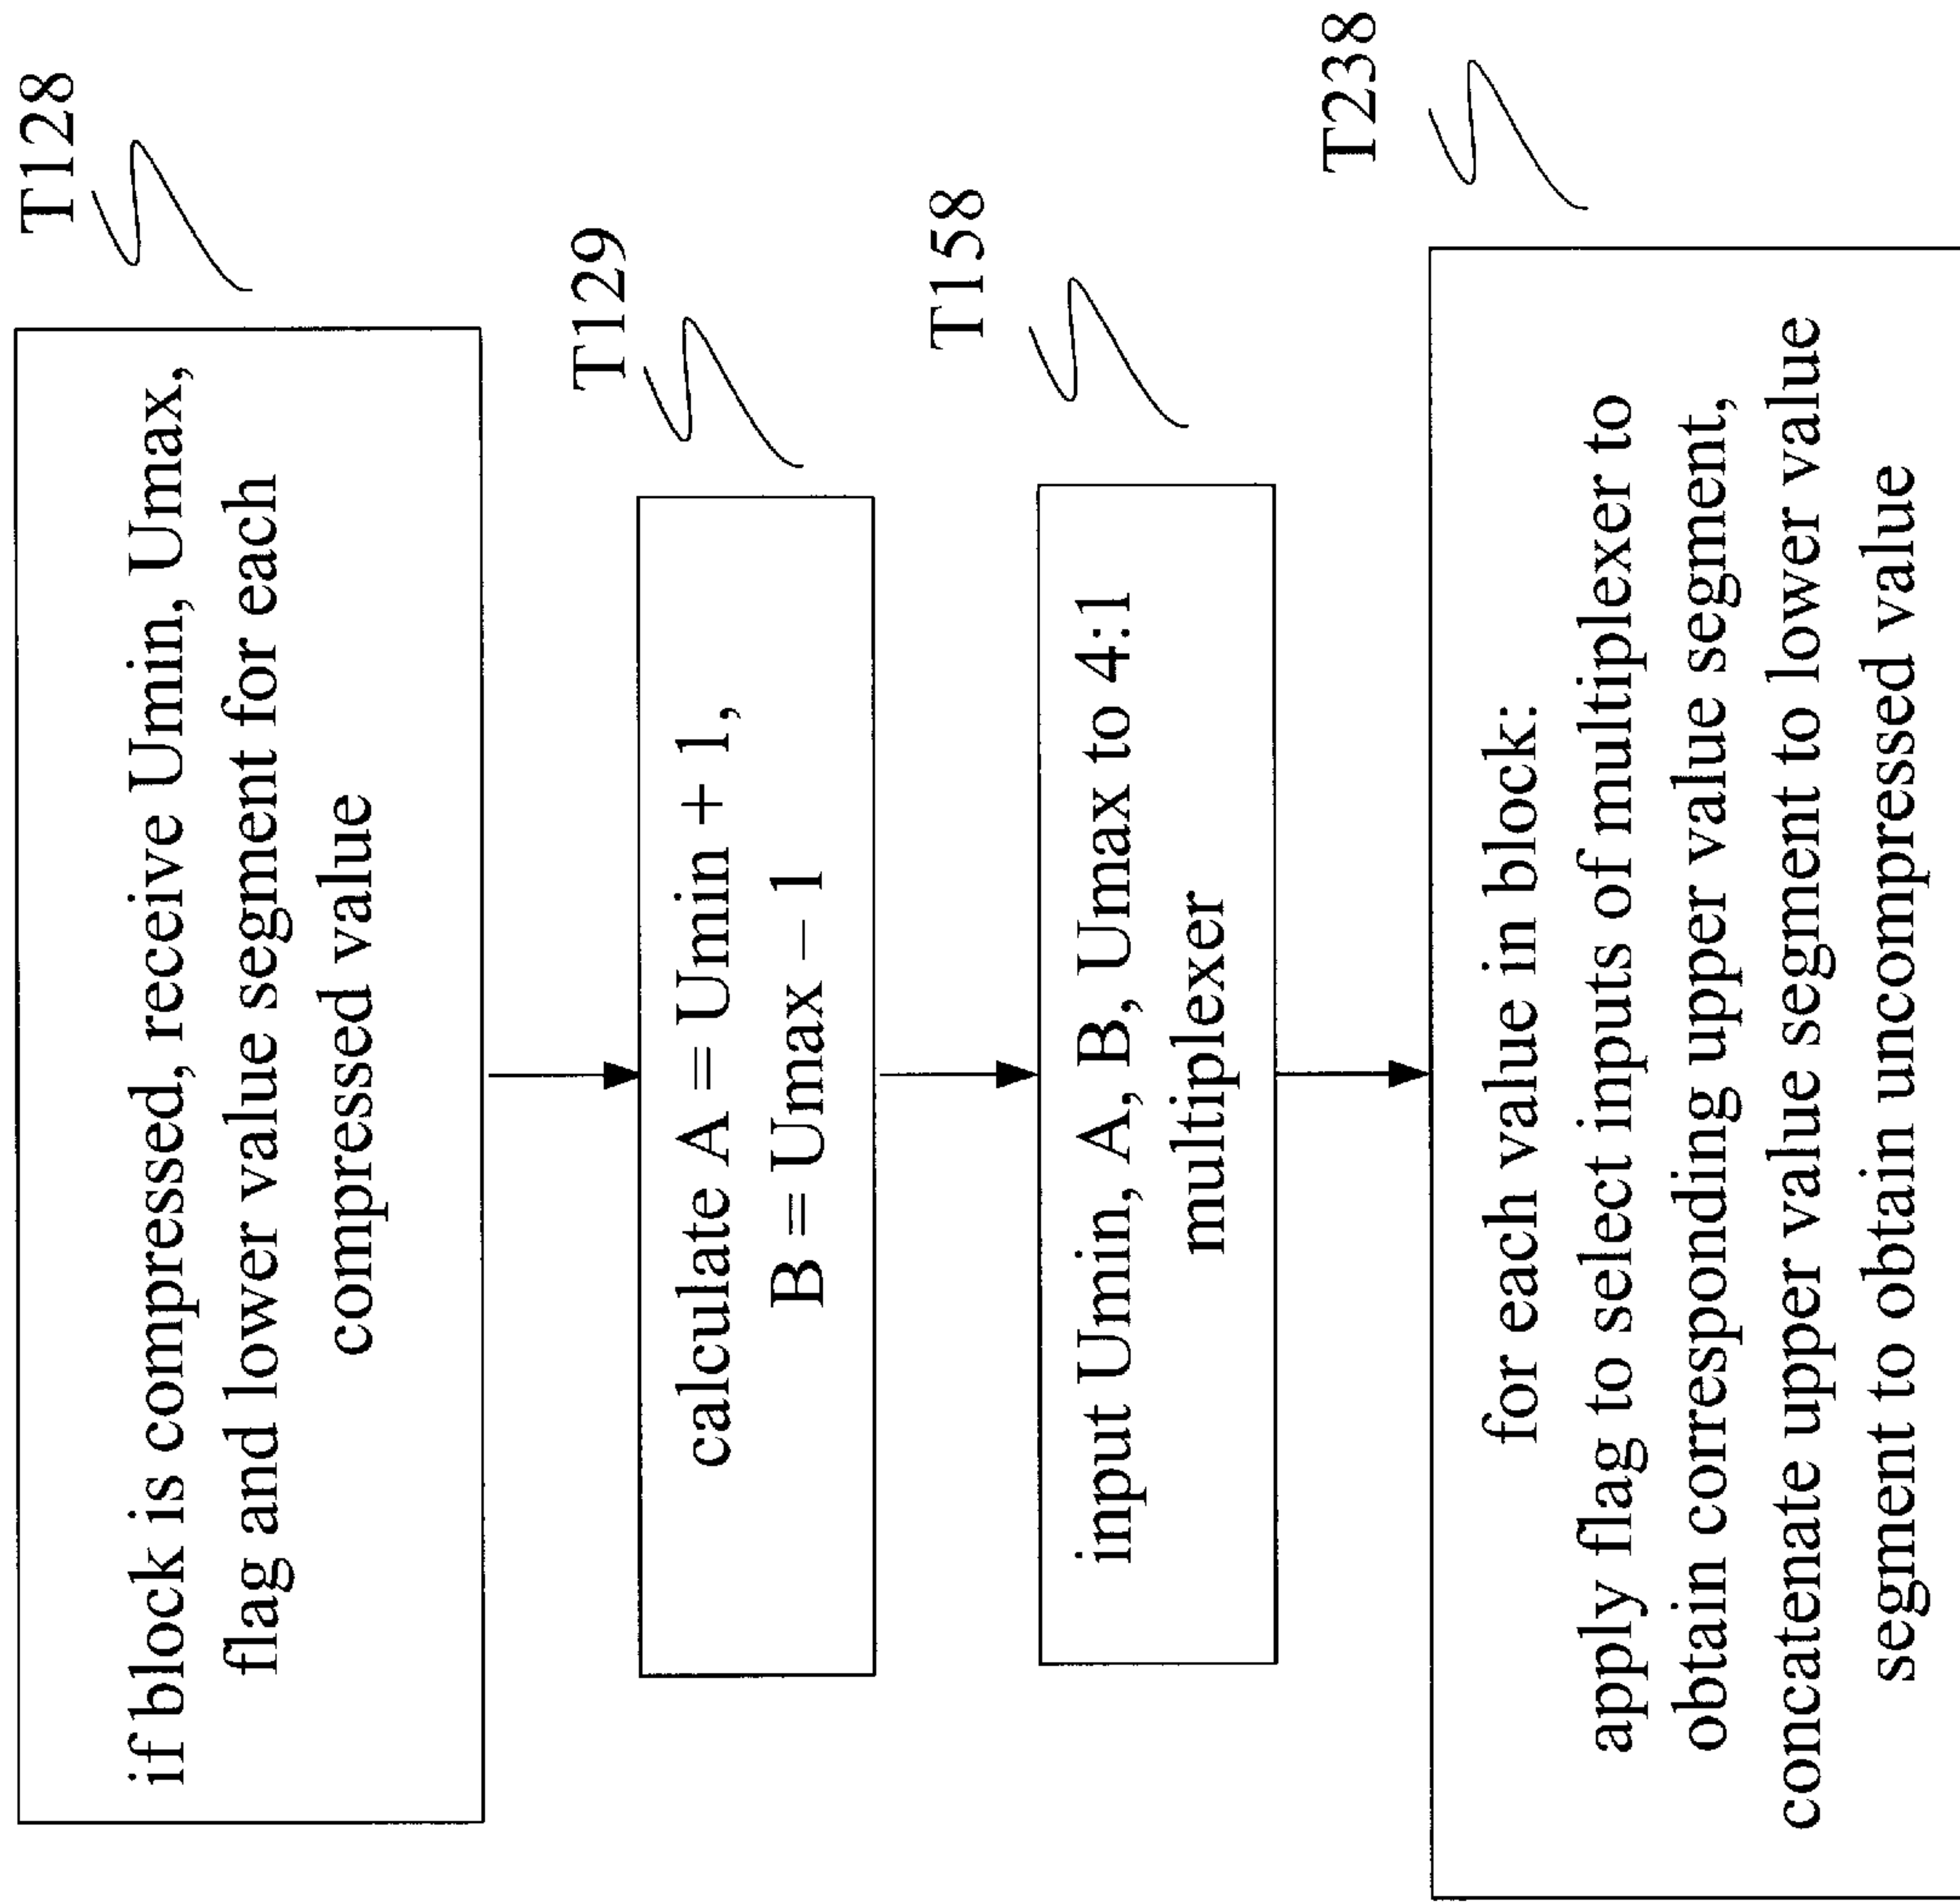 T128
if block is compressed, receive Umin, Umax,
flag and lower value segment for each
compressed value
T129
calculate A = Umin + 1,
B = Umax – 1
T158
input Umin, A, B, Umax to 4:1
multiplexer
T238
for each value in block:
apply flag to select inputs of multiplexer to
obtain corresponding upper value segment,
concatenate upper value segment to lower value
segment to obtain uncompressed value